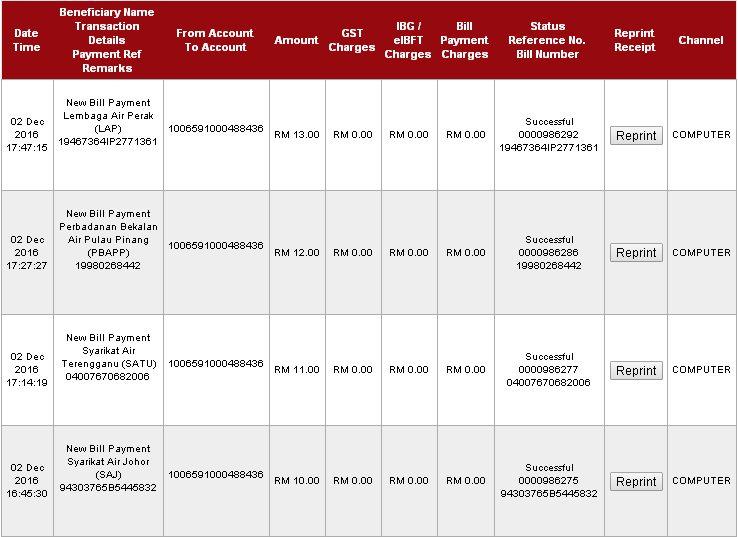 Date
Time
Beneficiary Name
Transaction
Details
Payment Ref
Remarks
From Account
To Account
Amount
GST
Charges
IBG /
eIBFT
Charges
Bill
Payment
Charges
Status
Reference No.
Bill Number
Reprint
Receipt
Channel
02 Dec
2016
17:47:15
New Bill Payment
Lembaga Air Perak
(LAP)
19467364IP2771361
1006591000488436
RM 13.00
RM 0.00
RM 0.00
RM 0.00
Successful
0000986292
19467364IP2771361
Reprint
COMPUTER
02 Dec
2016
17:27:27
New Bill Payment
Perbadanan Bekalan
Air Pulau Pinang
(PBAPP)
19980268442
1006591000488436
RM 12.00
RM 0.00
RM 0.00
RM 0.00
Successful
0000986286
19980268442
Reprint
COMPUTER
02 Dec
2016
17:14:19
New Bill Payment
Syarikat Air
Terengganu (SATU)
04007670682006
1006591000488436
RM 11.00
RM 0.00
RM 0.00
RM 0.00
Successful
0000986277
04007670682006
Reprint
COMPUTER
02 Dec
2016
16:45:30
New Bill Payment
Syarikat Air Johor
(SAJ)
94303765B5445832
1006591000488436
RM 10.00
RM 0.00
RM 0.00
RM 0.00
Successful
0000986275
94303765B5445832
Reprint
COMPUTER